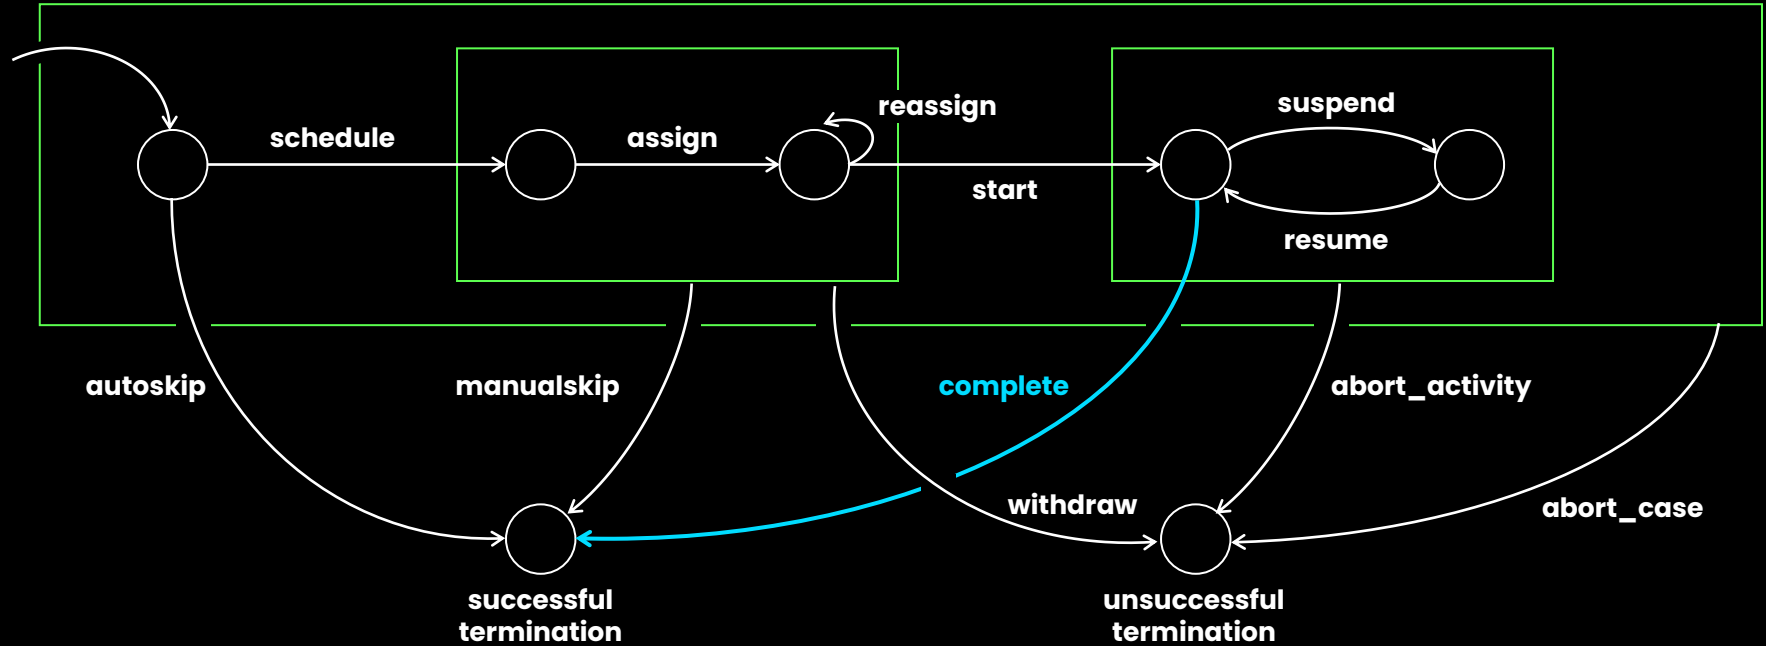 reassign
suspend
schedule
assign
start
resume
autoskip
manualskip
complete
abort_activity
withdraw
abort_case
successful
termination
unsuccessful
termination